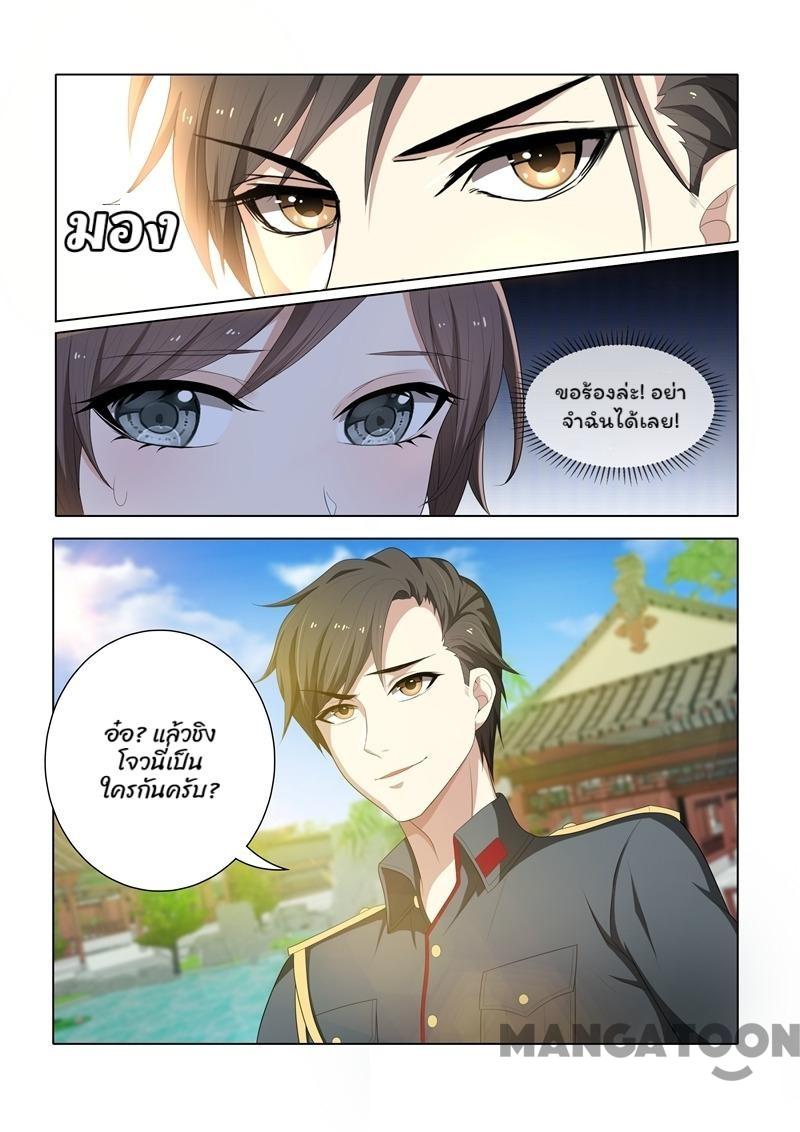 มอง
ขอร้องล่ะ! อย่า
จำฉันได้เลย!
อ๋อ? แล้วชิง
โจวนี่เป็น
ใครกันครับ?
MANGATOON